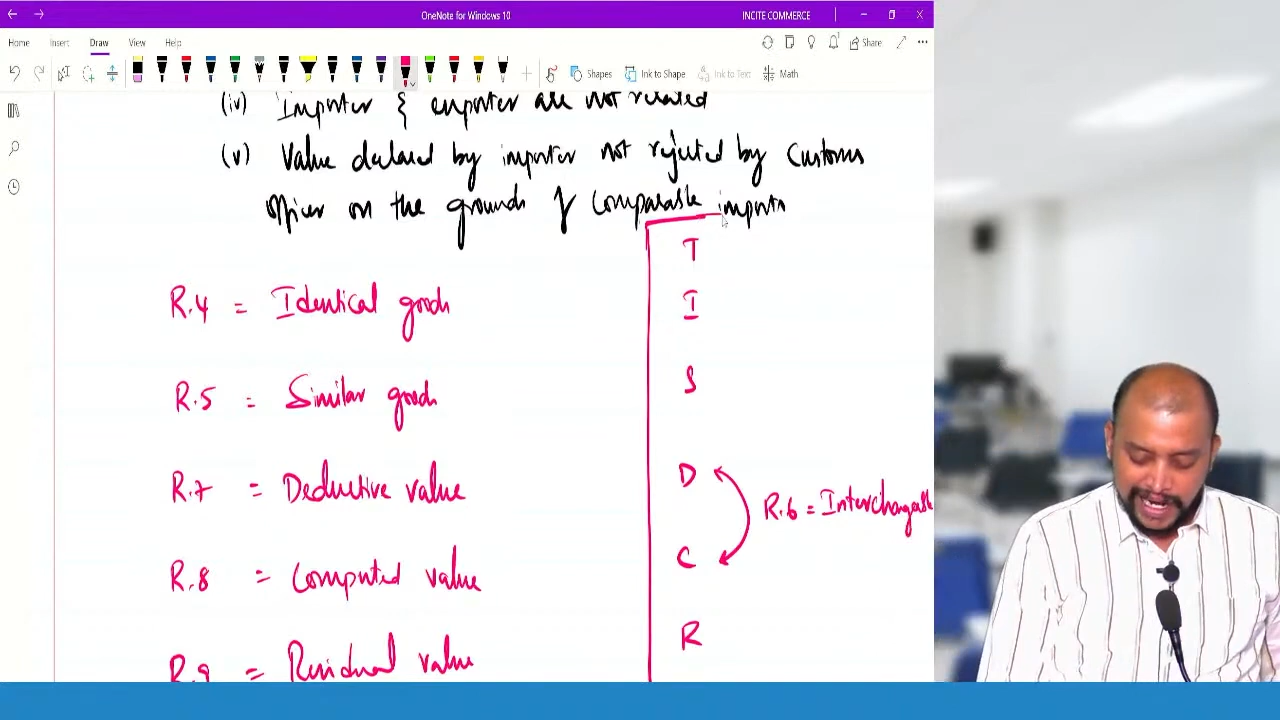 OneNote for Windows 10
INCITE COMMERCE
Home Insert Draw View Help
Share
Shapes Ink to Shape Ink to Text Math
(iv) Importer & exporter are not related
(v) Value declared by importer not rejected by Customs
officer on the grounds of Comparable imports
T
R.4 = Identical goods
I
R.5 = Similar goods
S
R.7 = Deductive value
D
R.6 = Interchangable
R.8 = Computed value
C
R.9 = Residual value
R